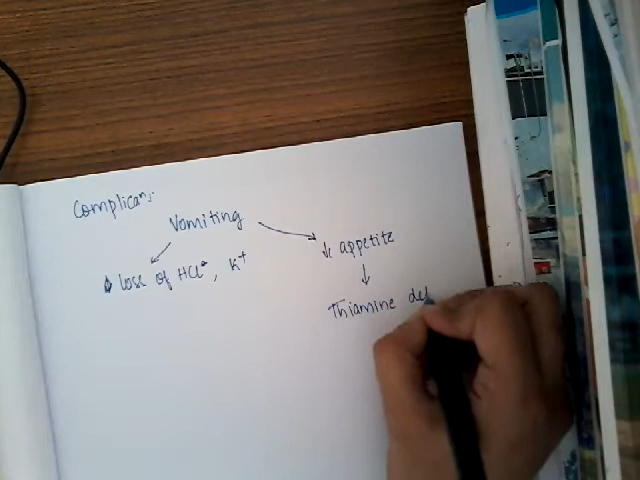 Complican:
Vomiting
↓ appetite
loss of HCl, K+
Thiamine def